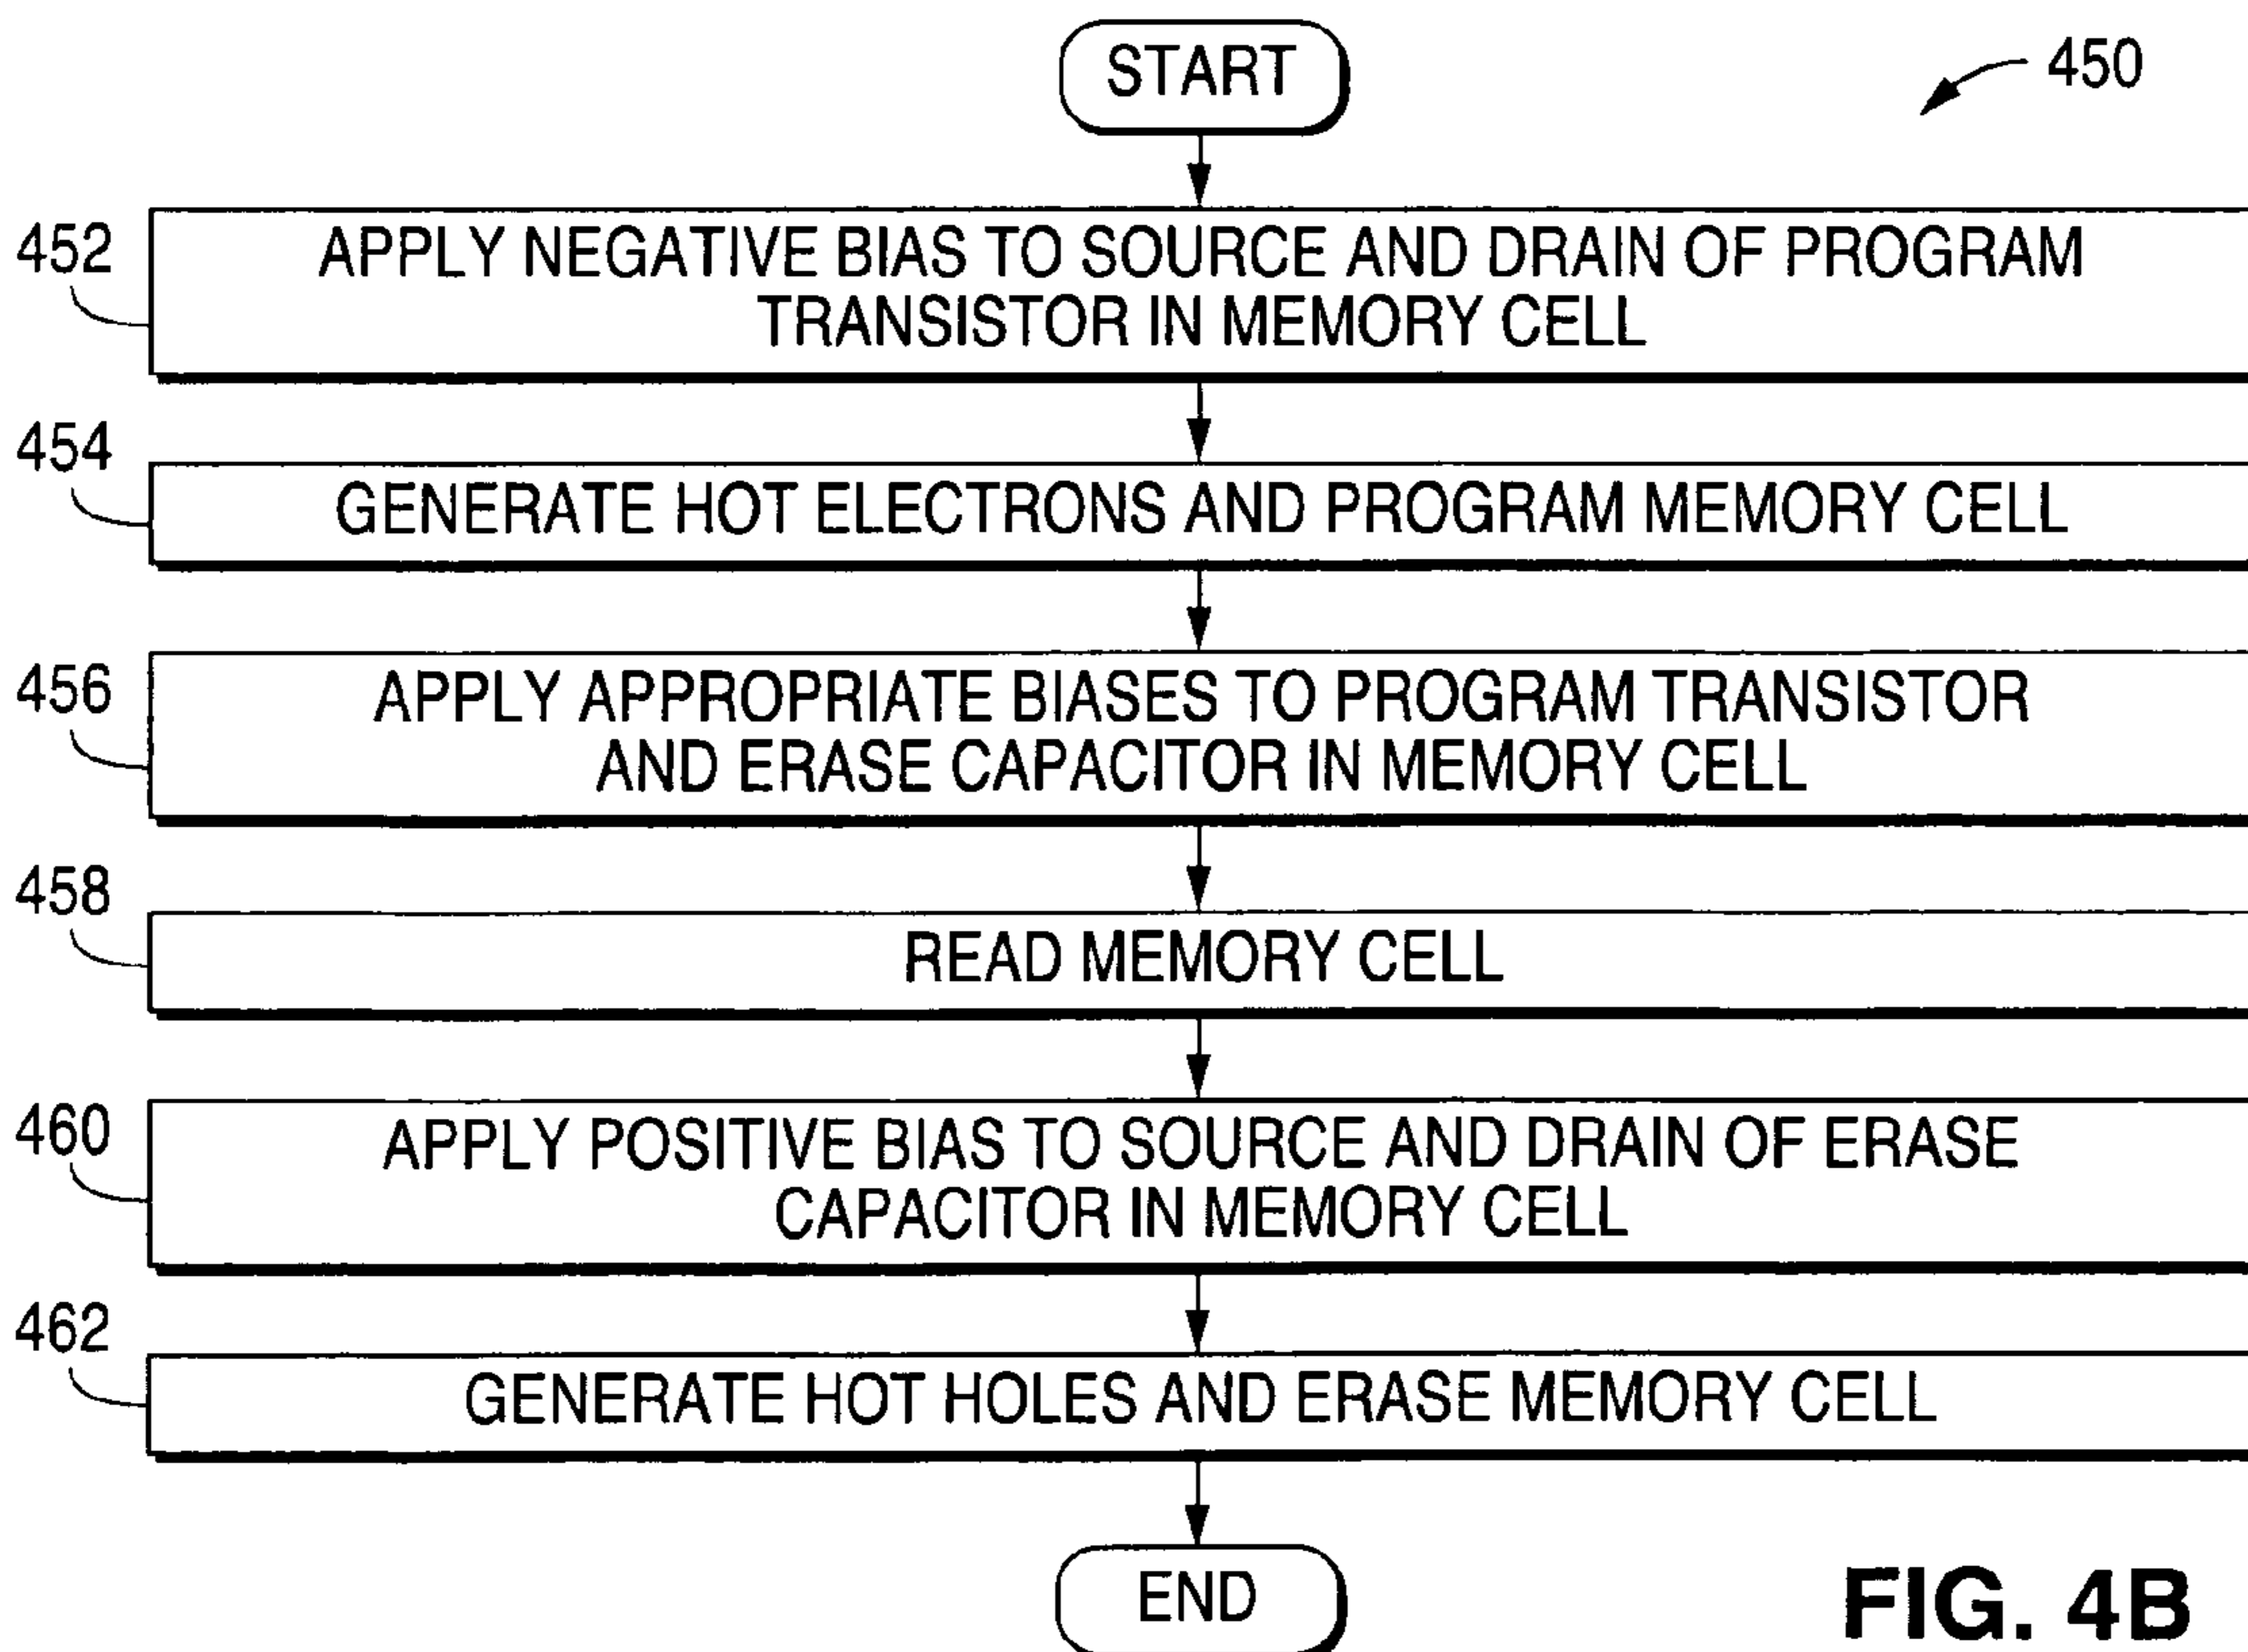 START
450
452
APPLY NEGATIVE BIAS TO SOURCE AND DRAIN OF PROGRAM
TRANSISTOR IN MEMORY CELL
454
GENERATE HOT ELECTRONS AND PROGRAM MEMORY CELL
456
APPLY APPROPRIATE BIASES TO PROGRAM TRANSISTOR
AND ERASE CAPACITOR IN MEMORY CELL
458
READ MEMORY CELL
460
APPLY POSITIVE BIAS TO SOURCE AND DRAIN OF ERASE
CAPACITOR IN MEMORY CELL
462
GENERATE HOT HOLES AND ERASE MEMORY CELL
END
FIG. 4B